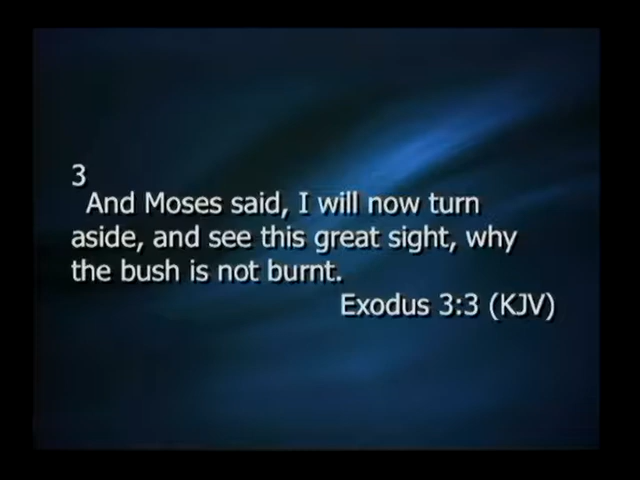 3
And Moses said, I will now turn
aside, and see this great sight, why
the bush is not burnt.
Exodus 3:3 (KJV)